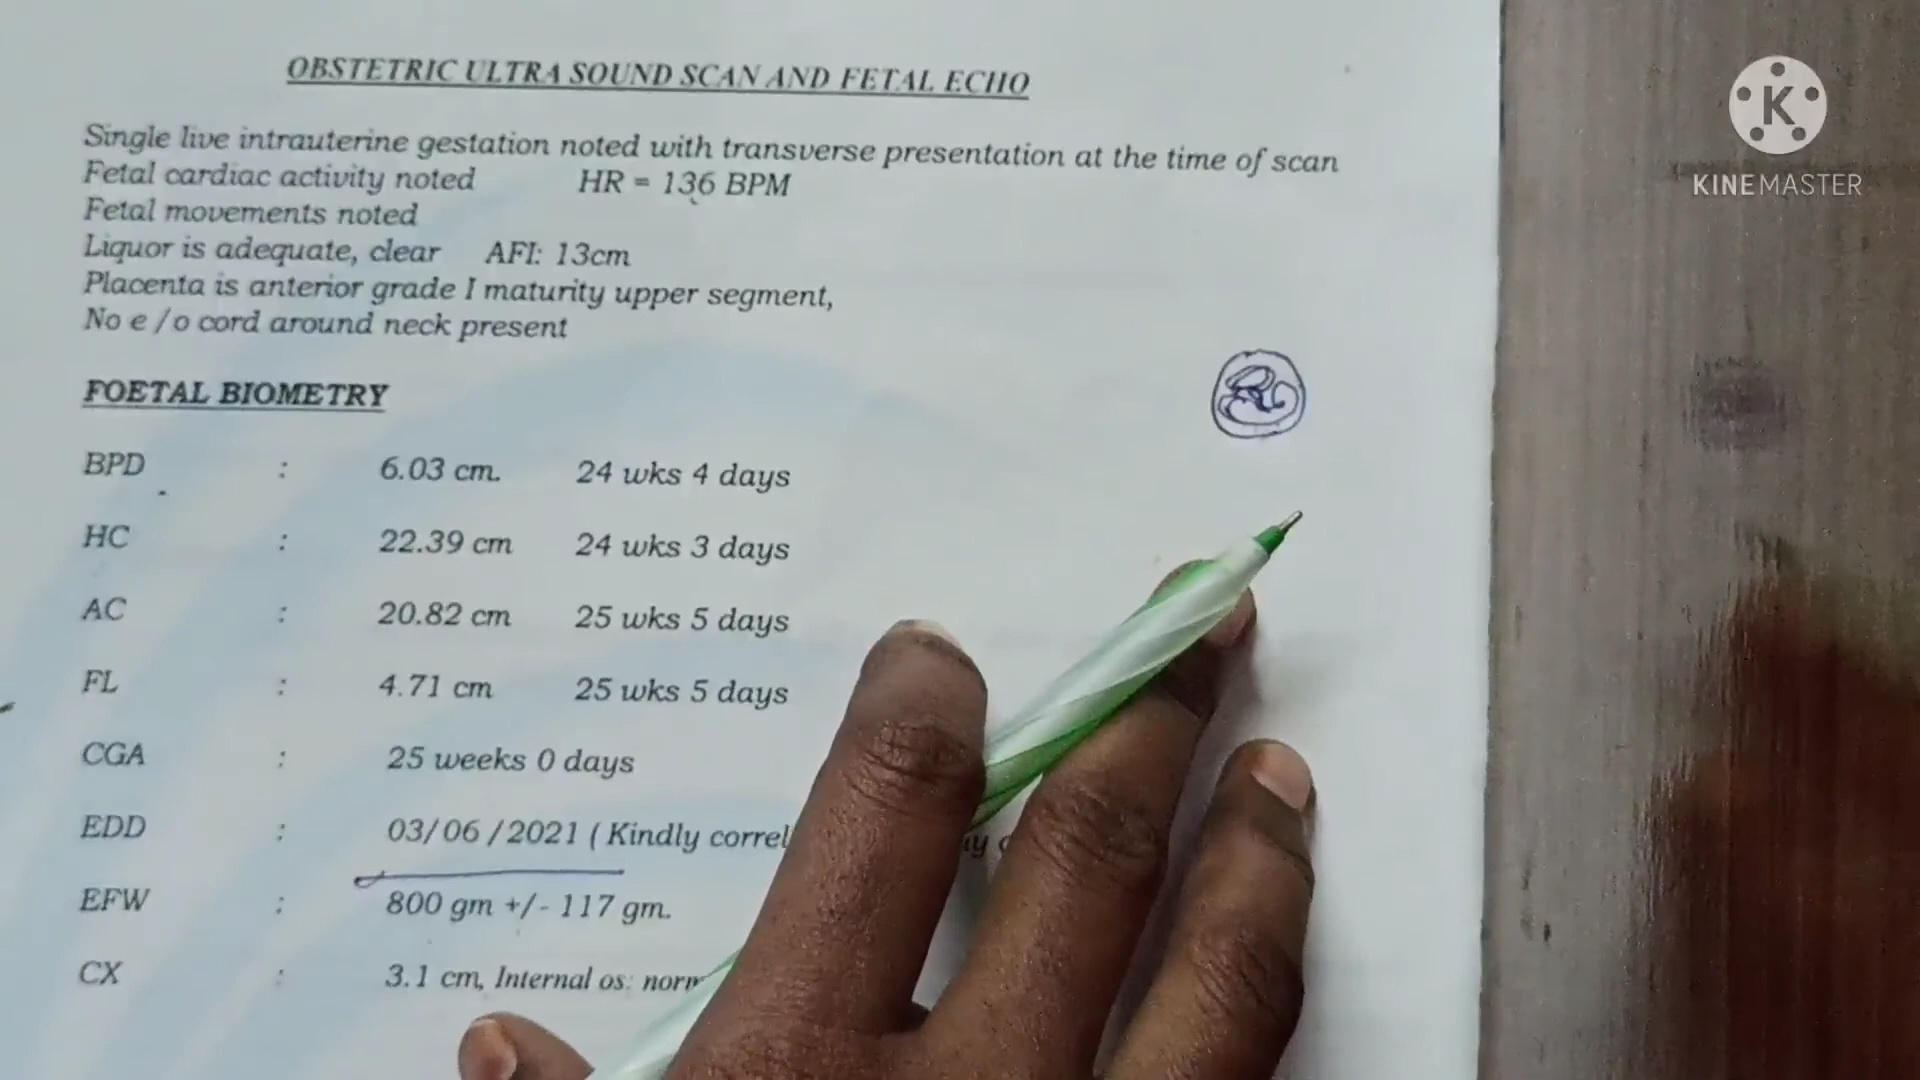 OBSTETRIC ULTRA SOUND SCAN AND FETAL ECHO
Single live intrauterine gestation noted with transverse presentation at the time of scan
Fetal cardiac activity noted HR = 136 BPM
Fetal movements noted
Liquor is adequate, clear AFI: 13cm
Placenta is anterior grade I maturity upper segment,
No e/o cord around neck present
FOETAL BIOMETRY
BPD : 6.03 cm. 24 wks 4 days
HC : 22.39 cm 24 wks 3 days
AC : 20.82 cm 25 wks 5 days
FL : 4.71 cm 25 wks 5 days
CGA : 25 weeks 0 days
EDD : 03/06/2021 ( Kindly
EFW : 800 gm +/- 117 gm.
CX : 3.1 cm, Internal os:
K
KINEMASTER